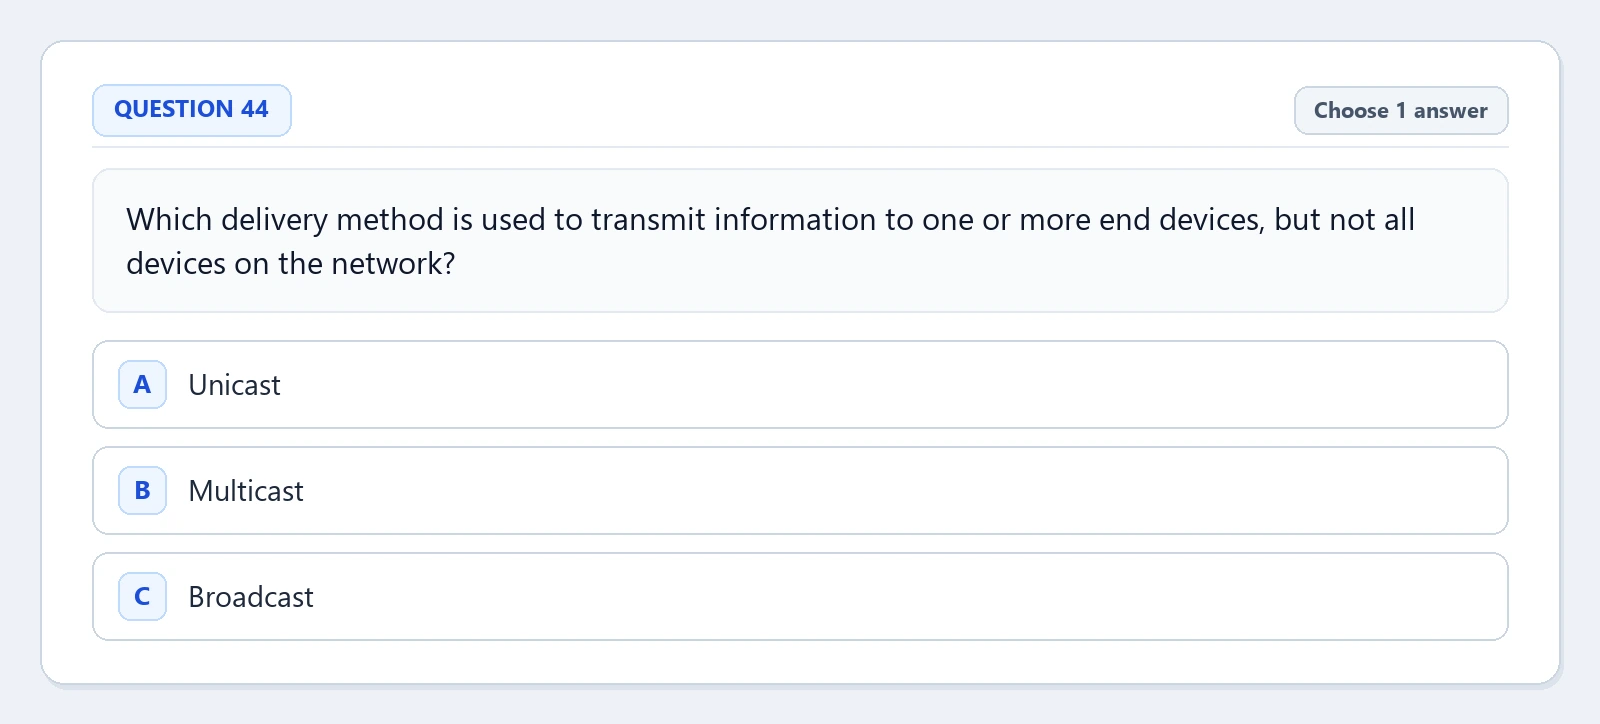 QUESTION 44
Choose 1 answer
Which delivery method is used to transmit information to one or more end devices, but not all
devices on the network?
A Unicast
B Multicast
C Broadcast